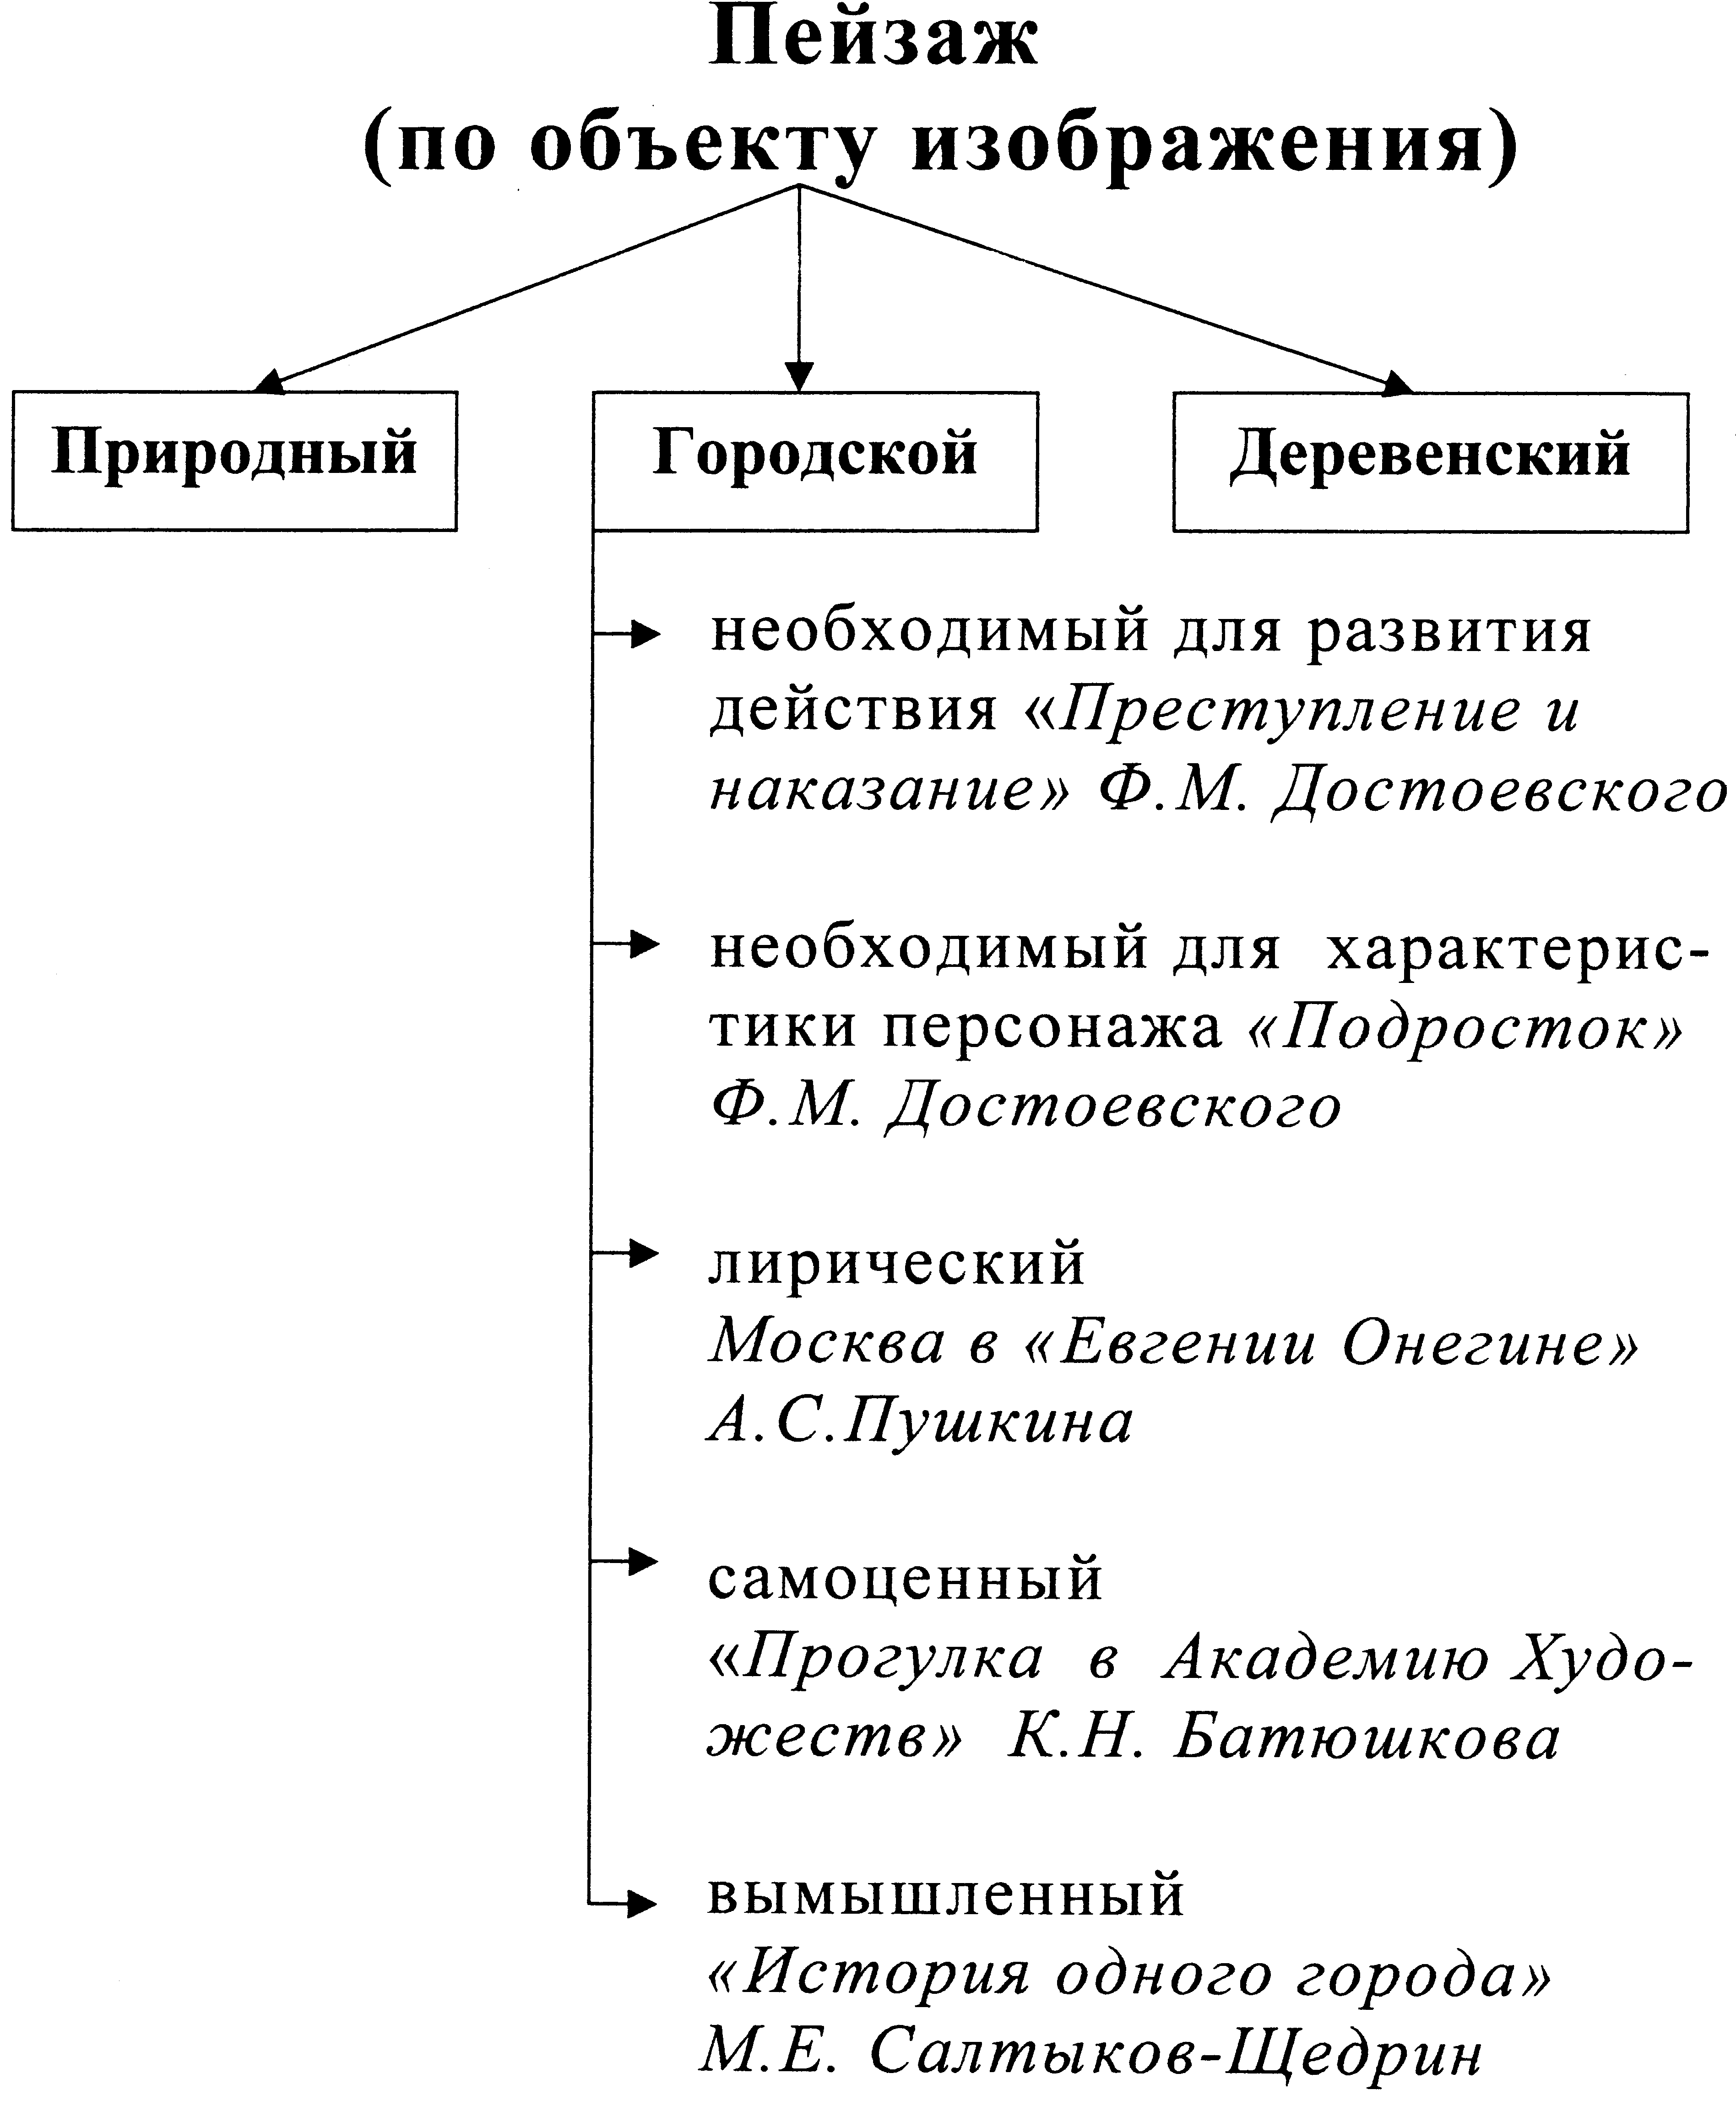 Пейзаж
(по объекту изображения)
Природный
Городской
Деревенский
необходимый для развития
действия «Преступление и
наказание» Ф.М. Достоевского
необходимый для характерис-
тики персонажа «Подросток»
Ф.М. Достоевского
лирический
Москва в «Евгении Онегине»
А.С.Пушкина
самоценный
«Прогулка в Академию Худо-
жеств» К.Н. Батюшкова
вымышленный
«История одного города»
М.Е. Салтыков-Щедрин